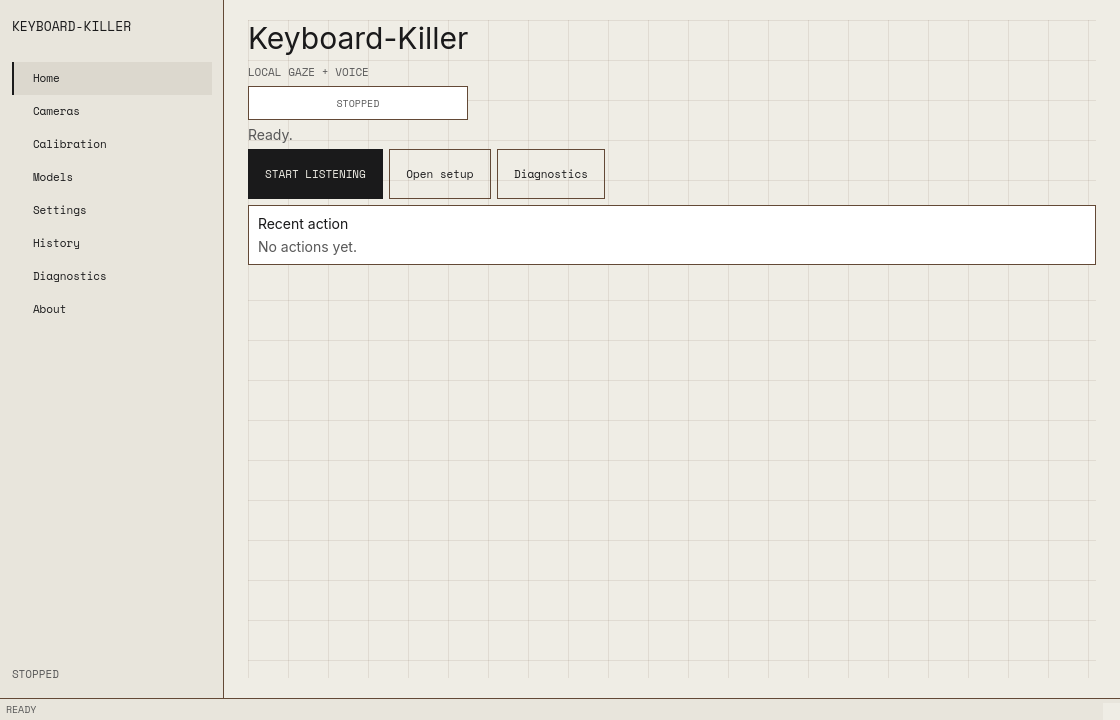 KEYBOARD-KILLER
Home
Cameras
Calibration
Models
Settings
History
Diagnostics
About
STOPPED
Keyboard-Killer
LOCAL GAZE + VOICE
STOPPED
Ready.
START LISTENING
Open setup
Diagnostics
Recent action
No actions yet.
READY